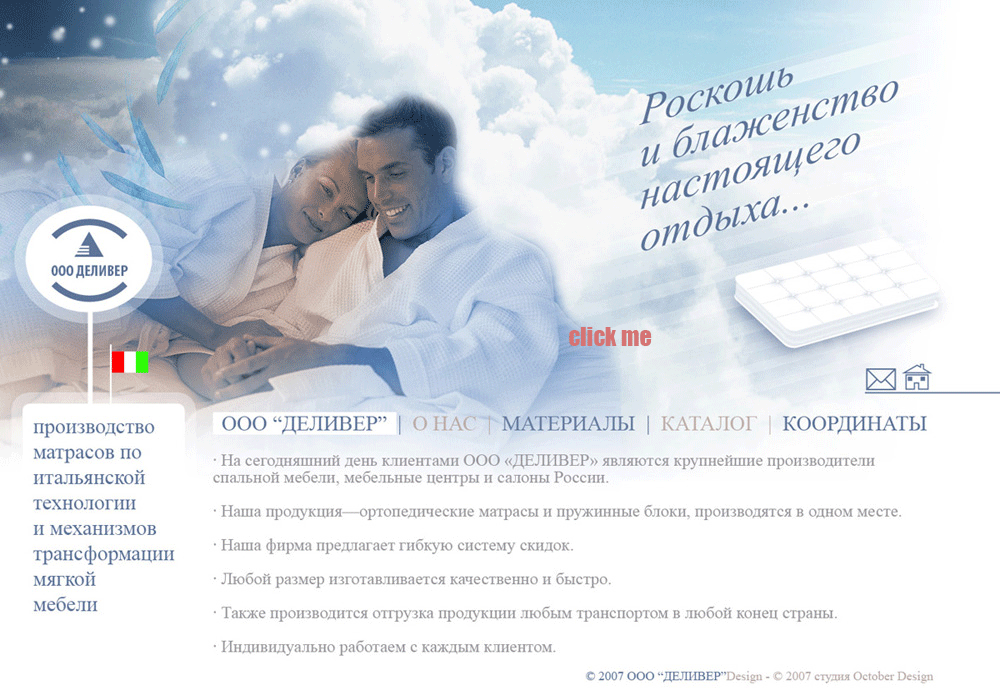 Роскошь
и блаженство
настоящего
отдыха...
ООО ДЕЛИВЕР
click me
производство
матрасов по
итальянской
технологии
и механизмов
трансформации
мягкой
мебели
ООО “ДЕЛИВЕР” | О НАС | МАТЕРИАЛЫ | КАТАЛОГ | КООРДИНАТЫ
· На сегодняшний день клиентами ООО «ДЕЛИВЕР» являются крупнейшие производители
спальной мебели, мебельные центры и салоны России.
· Наша продукция—ортопедические матрасы и пружинные блоки, производятся в одном месте.
· Наша фирма предлагает гибкую систему скидок.
· Любой размер изготавливается качественно и быстро.
· Также производится отгрузка продукции любым транспортом в любой конец страны.
· Индивидуально работаем с каждым клиентом.
© 2007 ООО “ДЕЛИВЕР”Design - © 2007 студия October Design